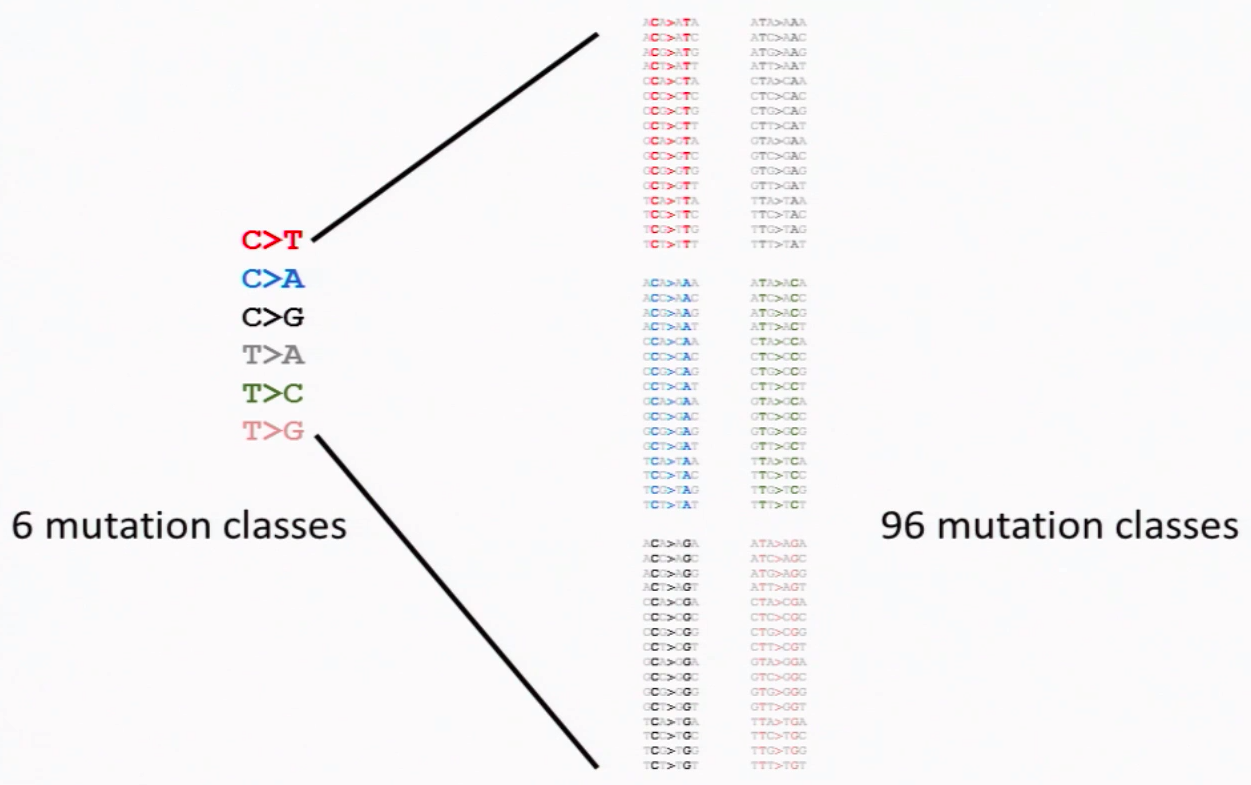 C>T
C>A
C>G
T>A
T>C
T>G
6 mutation classes
ACA>ATA ATA>AAA
ACC>ATC ATC>AAC
ACG>ATG ATG>AAG
ACT>ATT ATT>AAT
CCA>CTA CTA>CAA
CCC>CTC CTC>CAC
CCG>CTG CTG>CAG
CCT>CTT CTT>CAT
GCA>GTA GTA>GAA
GCC>GTC GTC>GAC
GCG>GTG GTG>GAG
GCT>GTT GTT>GAT
TCA>TTA TTA>TAA
TCC>TTC TTC>TAC
TCG>TTG TTG>TAG
TCT>TTT TTT>TAT
ACA>AAA ATA>ACA
ACC>AAC ATC>ACC
ACG>AAG ATG>ACG
ACT>AAT ATT>ACT
CCA>CAA CTA>CCA
CCC>CAC CTC>CCC
CCG>CAG CTG>CCG
CCT>CAT CTT>CCT
GCA>GAA GTA>GCA
GCC>GAC GTC>GCC
GCG>GAG GTG>GCG
GCT>GAT GTT>GCT
TCA>TAA TTA>TCA
TCC>TAC TTC>TCC
TCG>TAG TTG>TCG
TCT>TAT TTT>TCT
ACA>AGA ATA>AGA
ACC>AGC ATC>AGC
ACG>AGG ATG>AGG
ACT>AGT ATT>AGT
CCA>CGA CTA>CGA
CCC>CGC CTC>CGC
CCG>CGG CTG>CGG
CCT>CGT CTT>CGT
GCA>GGA GTA>GGA
GCC>GGC GTC>GGC
GCG>GGG GTG>GGG
GCT>GGT GTT>GGT
TCA>TGA TTA>TGA
TCC>TGC TTC>TGC
TCG>TGG TTG>TGG
TCT>TGT TTT>TGT
96 mutation classes